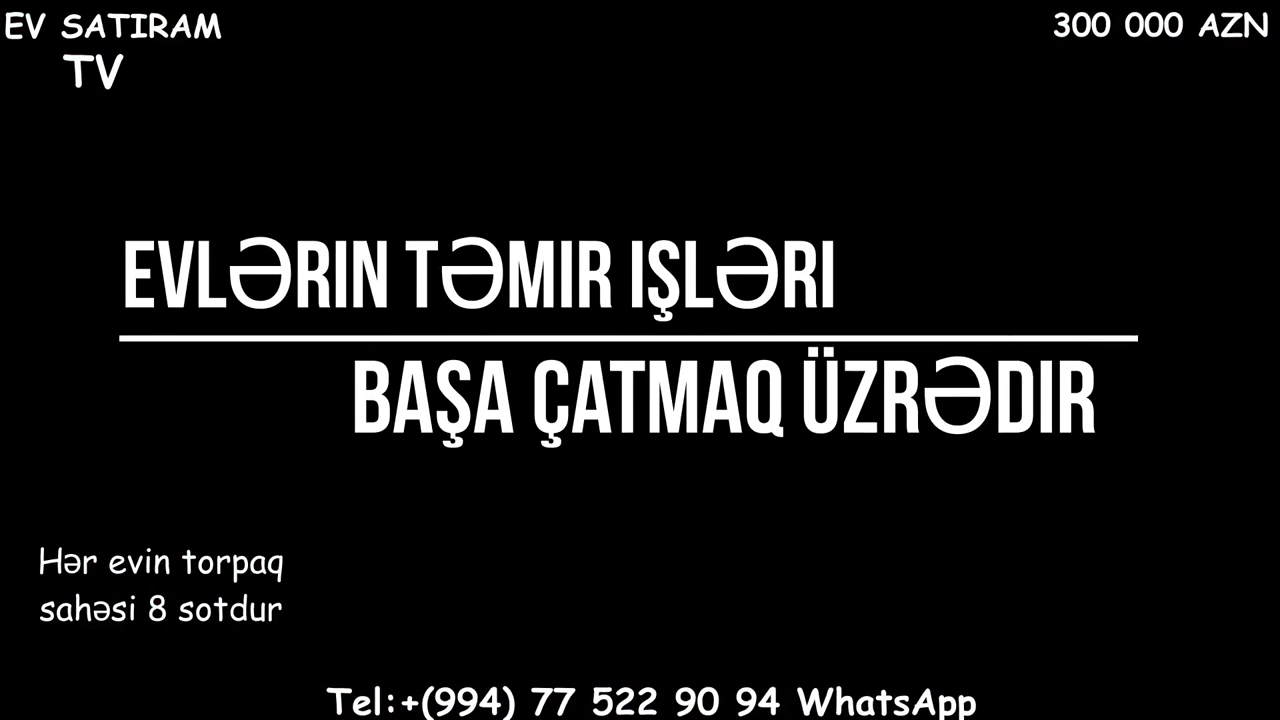 EV SATIRAM
TV
300 000 AZN
EVLƏRIN TƏMIR IŞLƏRI
BAŞA ÇATMAQ ÜZRƏDIR
Hər evin torpaq
sahəsi 8 sotdur
Tel:+(994) 77 522 90 94 WhatsApp